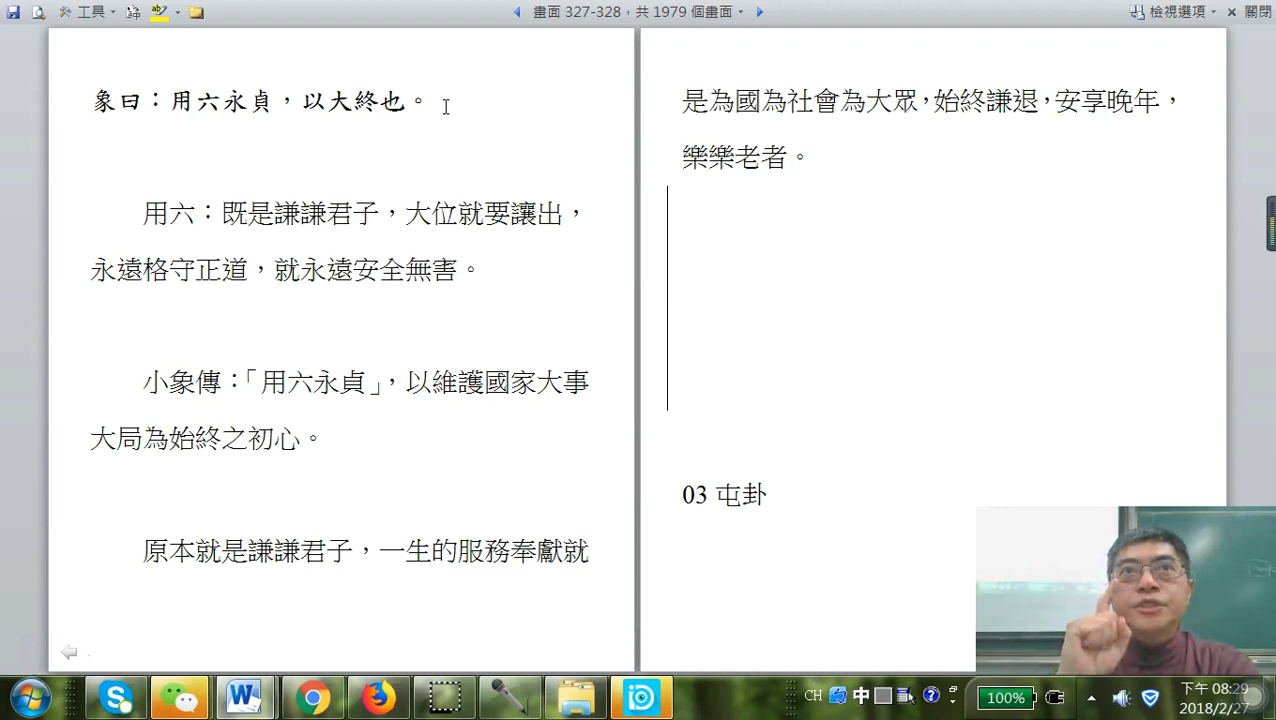 工具
畫面 327-328，共 1979 個畫面
檢視選項
關閉
象曰：用六永貞，以大終也。
用六：既是謙謙君子，大位就要讓出，
永遠格守正道，就永遠安全無害。
小象傳：「用六永貞」，以維護國家大事
大局為始終之初心。
原本就是謙謙君子，一生的服務奉獻就
是為國為社會為大眾，始終謙退，安享晚年，
樂樂老者。
03 屯卦
CH
中
100%
下午 08:29
2018/2/27